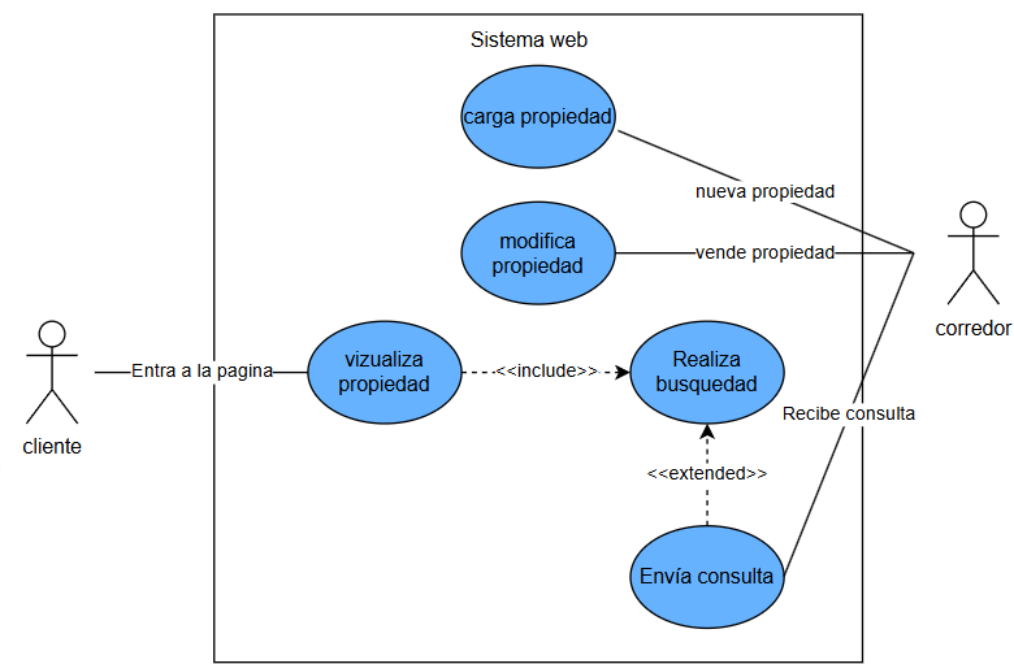 Sistema web
carga propiedad
nueva propiedad
modifica
propiedad
vende propiedad
corredor
Entra a la pagina
vizualiza
propiedad
<<include>>
Realiza
busquedad
cliente
Recibe consulta
<<extended>>
Envía consulta